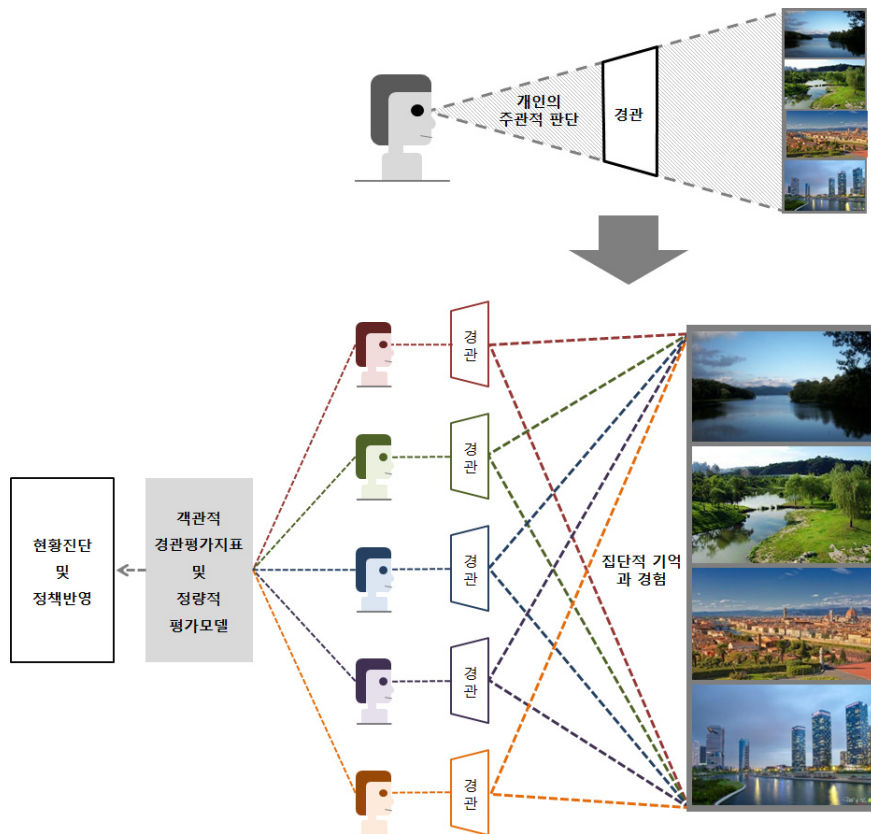 개인의
주관적 판단
경관
경
관
경
관
경
관
경
관
경
관
집단적 기억
과 경험
객관적
경관평가지표
및
정량적
평가모델
현황진단
및
정책반영